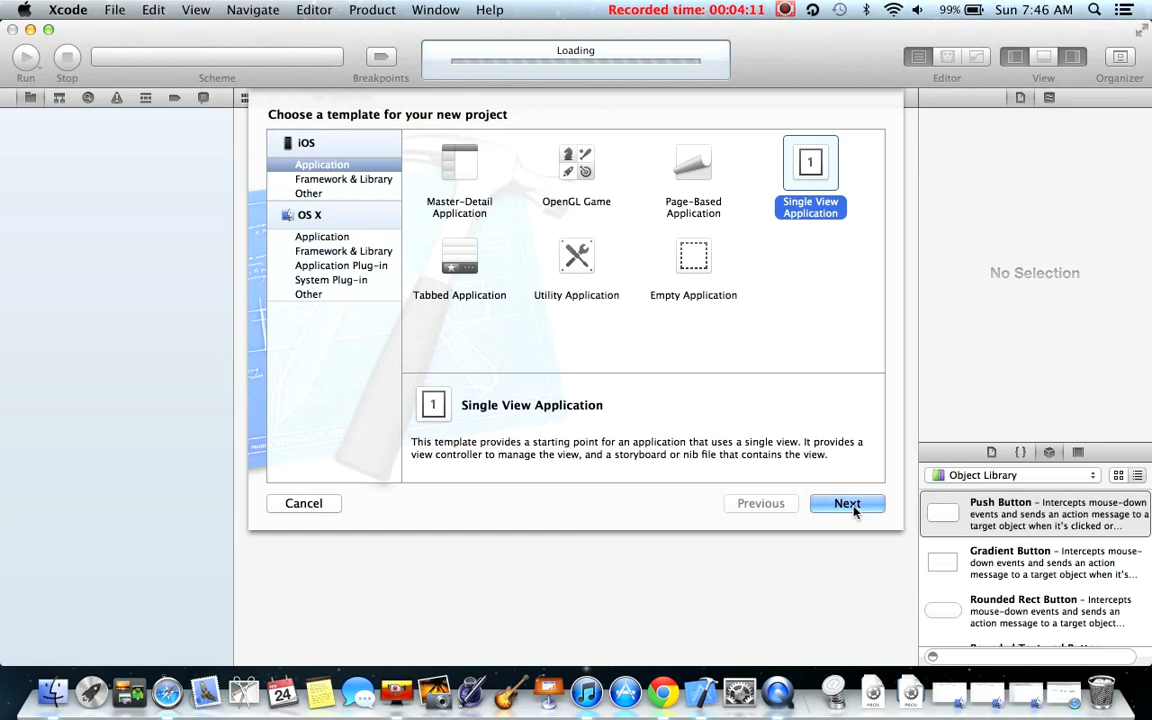 Xcode File Edit View Navigate Editor Product Window Help Recorded time: 00:04:11 99% Sun 7:46 AM
Loading
Run Stop Scheme Breakpoints Editor View Organizer
Choose a template for your new project
iOS
Application
Framework & Library
Other
OS X
Application
Framework & Library
Application Plug-in
System Plug-in
Other
Master-Detail
Application
OpenGL Game
Page-Based
Application
1
Single View
Application
Tabbed Application
Utility Application
Empty Application
1
Single View Application
This template provides a starting point for an application that uses a single view. It provides a
view controller to manage the view, and a storyboard or nib file that contains the view.
Cancel
Previous
Next
No Selection
{ }
Object Library
Push Button – Intercepts mouse-down
events and sends an action message to a
target object when it's clicked or...
Gradient Button – Intercepts mouse-
down events and sends an action
message to a target object when it's...
Rounded Rect Button – Intercepts
mouse-down events and sends an
action message to a target object...
24
PROV
PROV